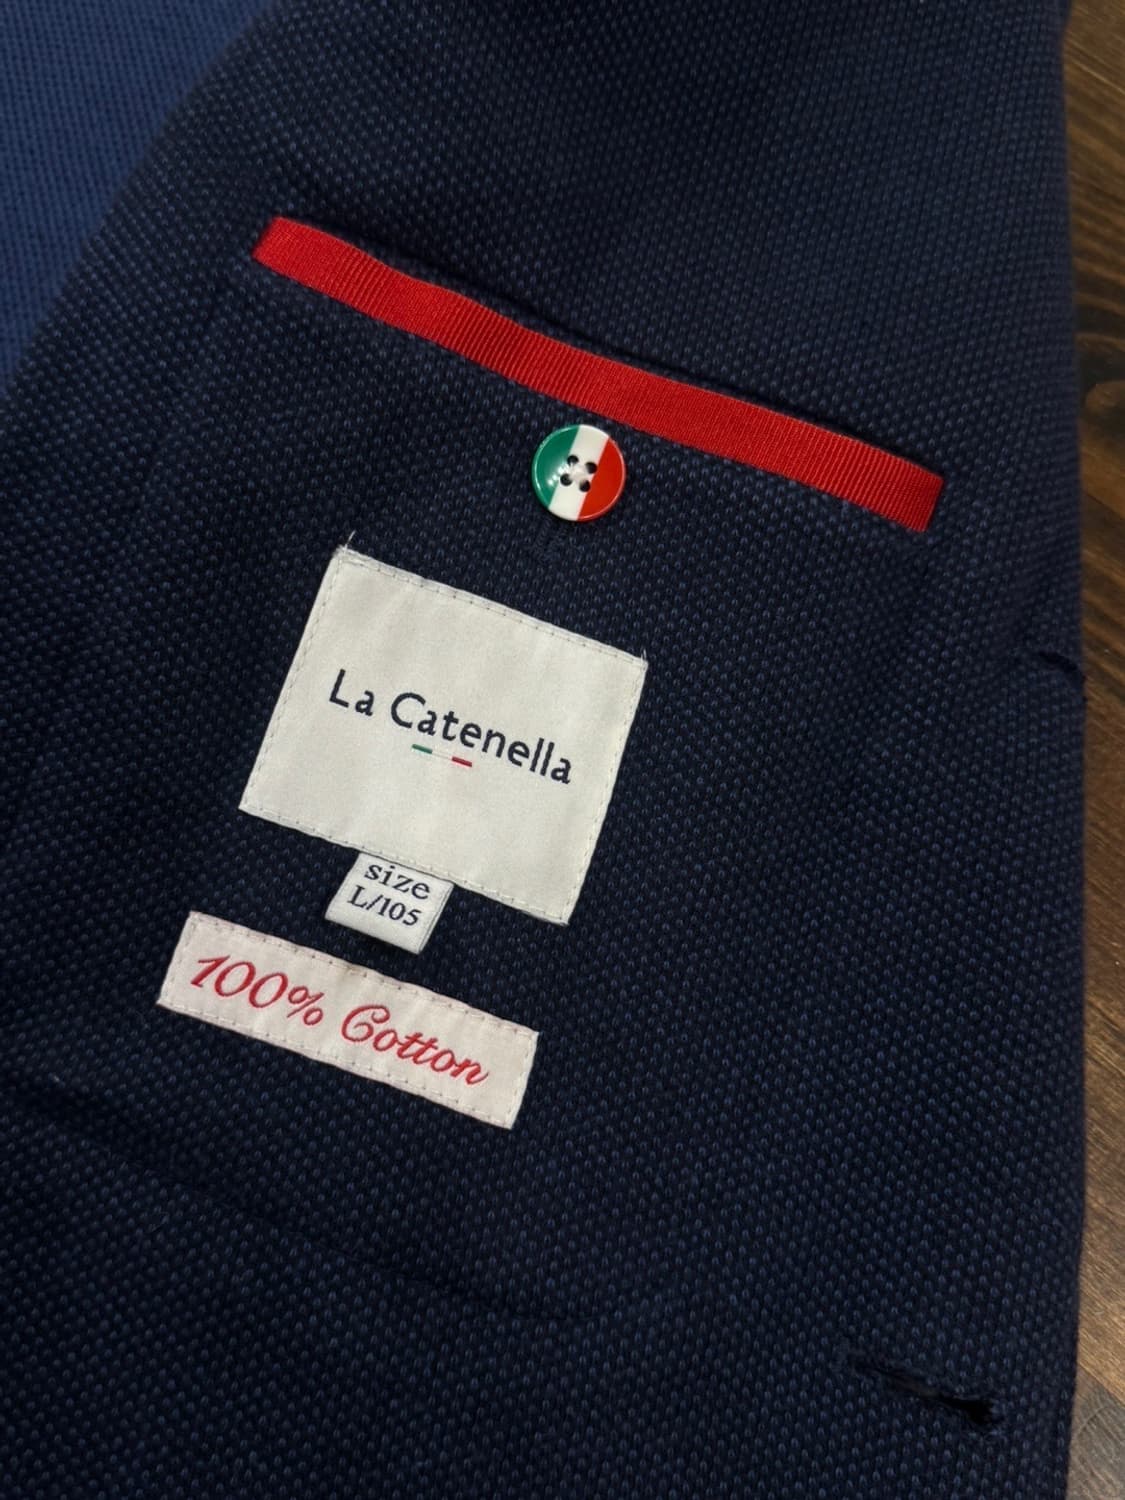 La Catenella
size
L/105
100% Cotton